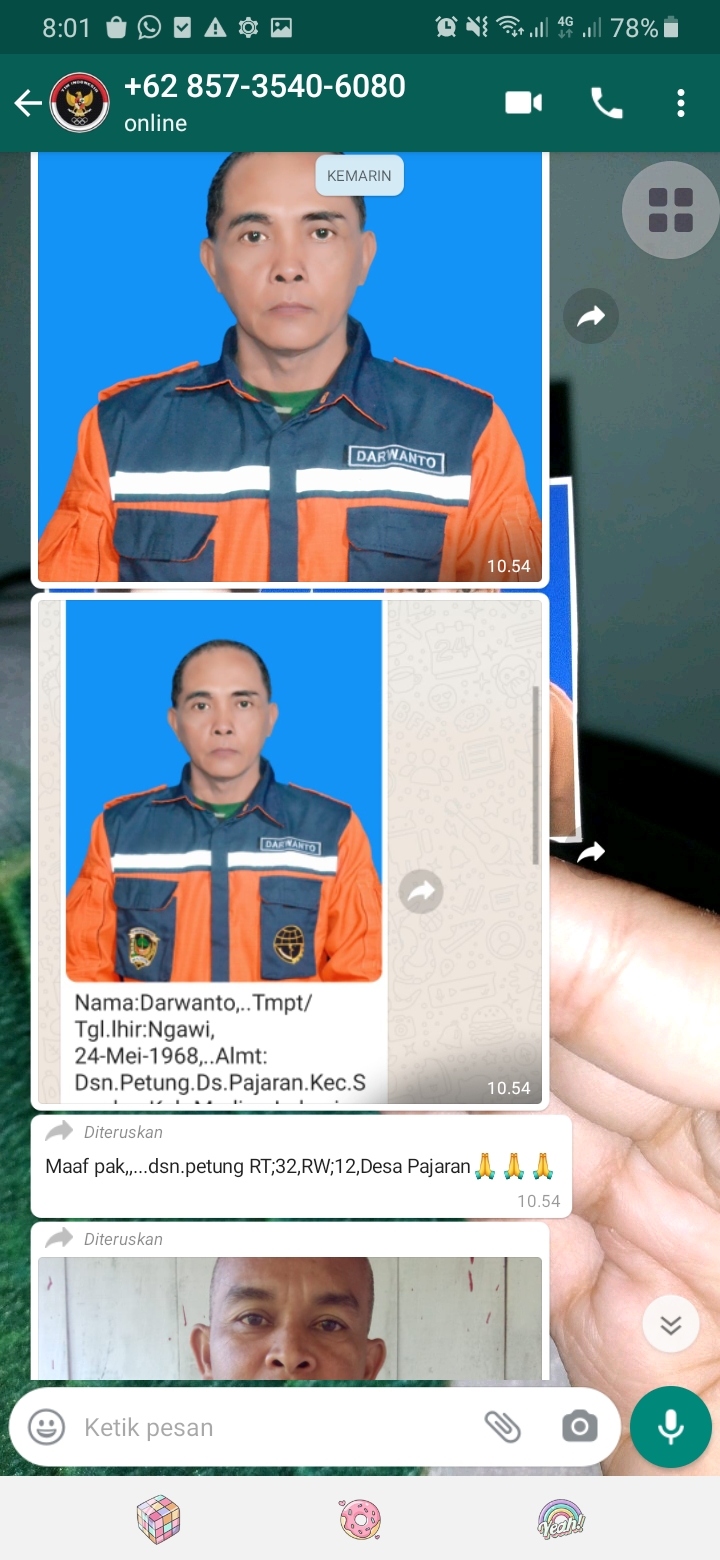 8:01
4G
78%
+62 857-3540-6080
online
KEMARIN
DARWANTO
10.54
DARWANTO
Nama:Darwanto,..Tmpt/
Tgl.lhir:Ngawi,
24-Mei-1968,..Almt:
Dsn.Petung.Ds.Pajaran.Kec.S
10.54
Diteruskan
Maaf pak,,...dsn.petung RT;32,RW;12,Desa Pajaran🙏🙏🙏
10.54
Diteruskan
Ketik pesan
Yeah!